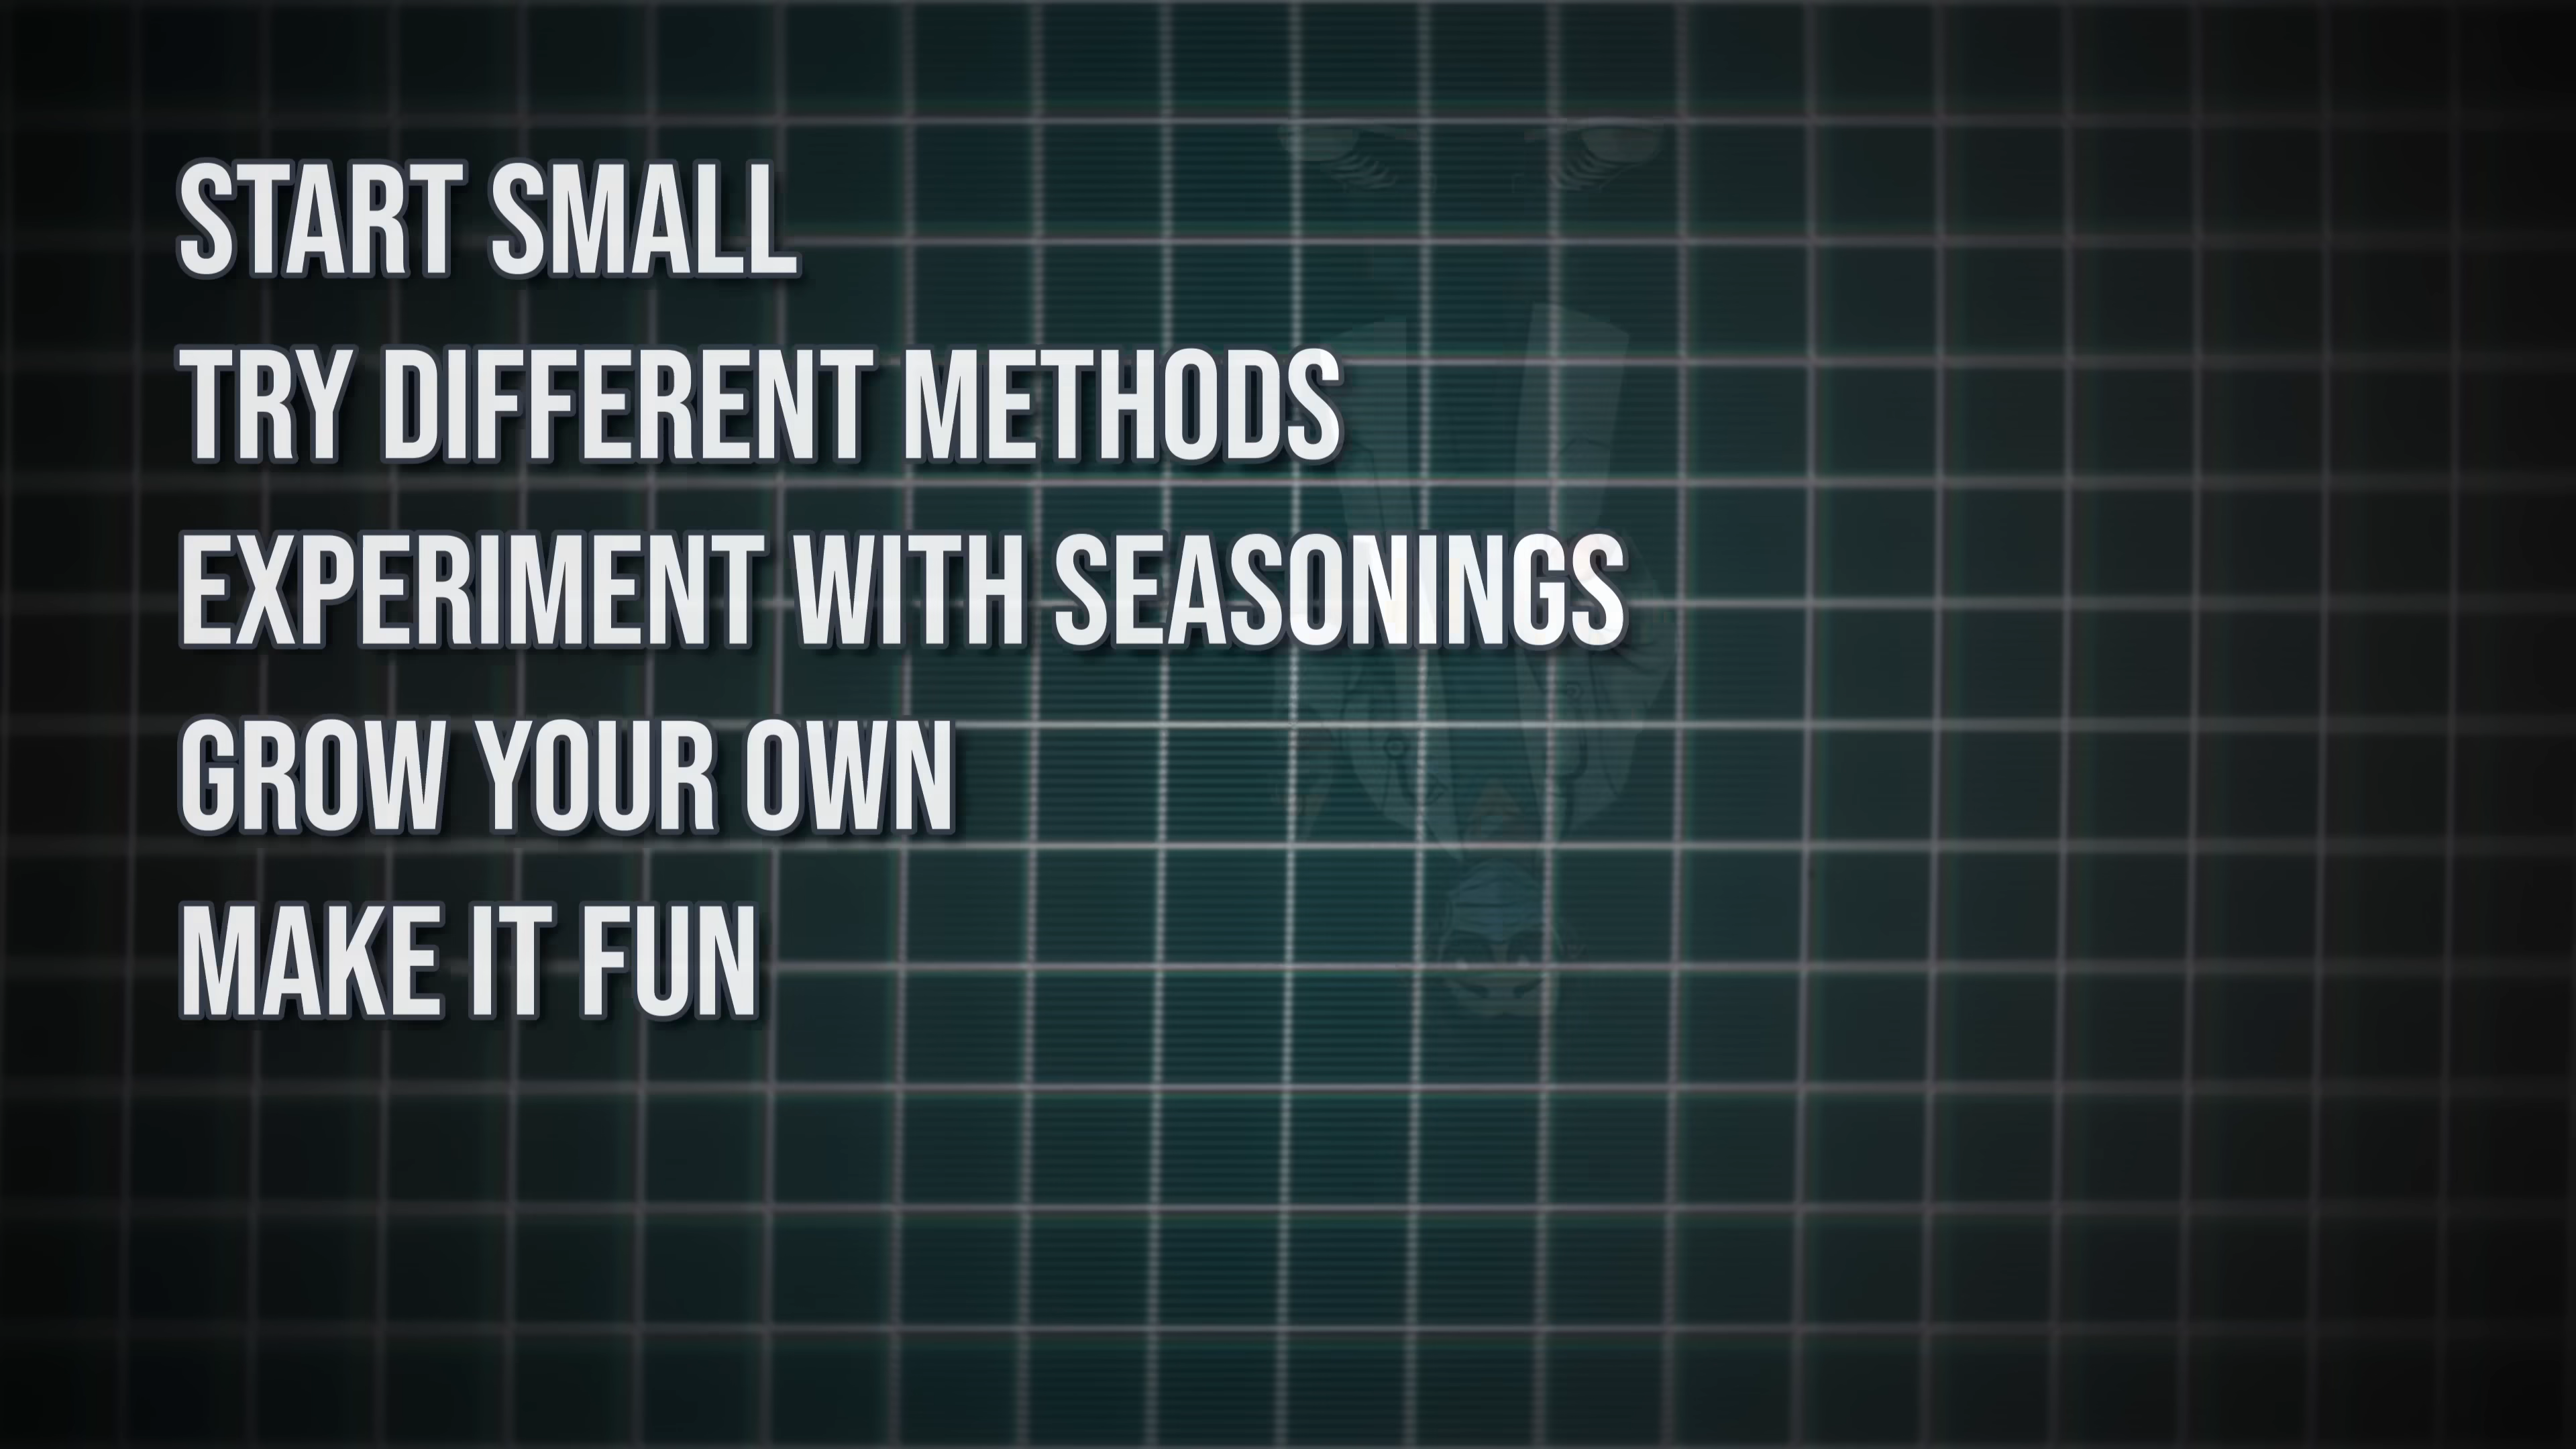 START SMALL
TRY DIFFERENT METHODS
EXPERIMENT WITH SEASONINGS
GROW YOUR OWN
MAKE IT FUN